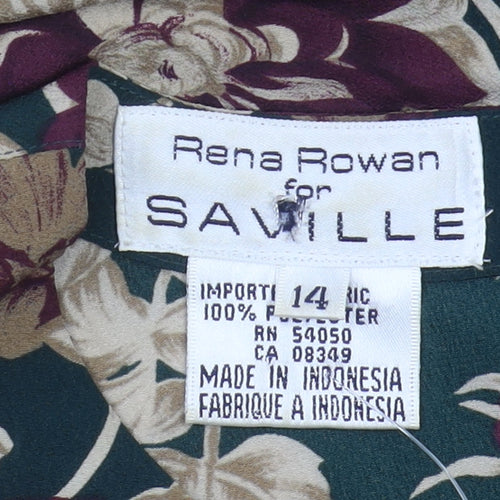 Rena Rowan
for
SAVILLE
14
100%
RN 54050
CA 08349
MADE IN INDONESIA
FABRIQUE A INDONESIA